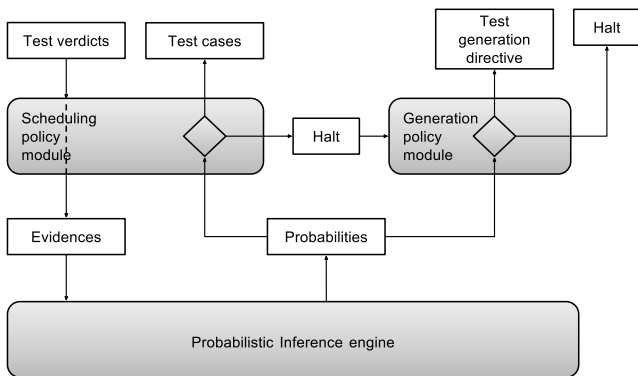 Test verdicts
Test cases
Test
generation
directive
Halt
Scheduling
policy
module
Halt
Generation
policy
module
Evidences
Probabilities
Probabilistic Inference engine